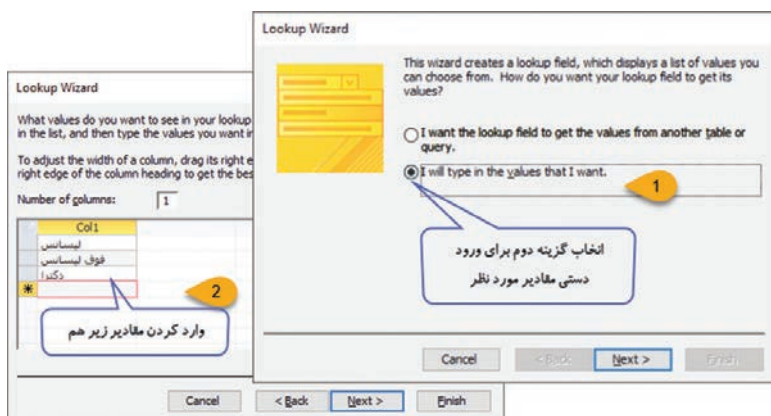 Lookup Wizard
This wizard creates a lookup field, which displays a list of values you
can choose from. How do you want your lookup field to get its
values?
I want the lookup field to get the values from another table or
query.
I will type in the values that I want.
1
انتخاب گزینه دوم برای ورود
دستی مقادیر مورد نظر
Cancel
< Back
Next >
Finish
Lookup Wizard
What values do you want to see in your lookup
in the list, and then type the values you want in
To adjust the width of a column, drag its right e
right edge of the column heading to get the bes
Number of columns:
1
Col1
لیسانس
فوق لیسانس
دکترا
2
وارد کردن مقادیر زیر هم
Cancel
< Back
Next >
Finish